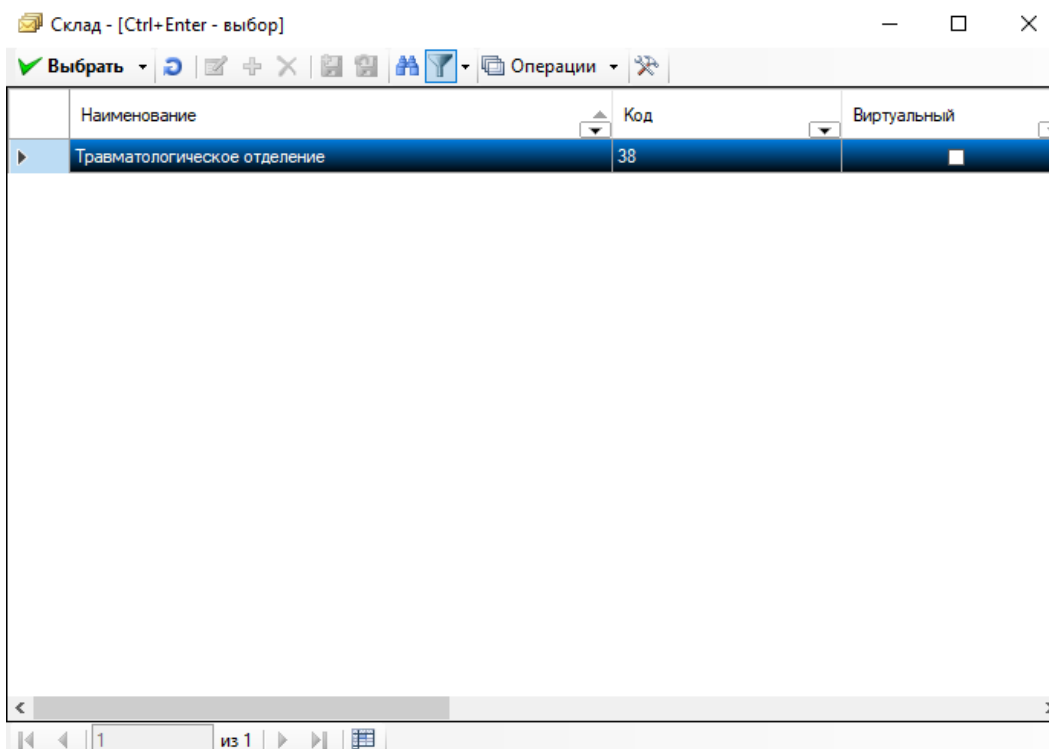 Склад - [Ctrl+Enter - выбор]
Выбрать Операции
Наименование Код Виртуальный
Травматологическое отделение 38
1 из 1